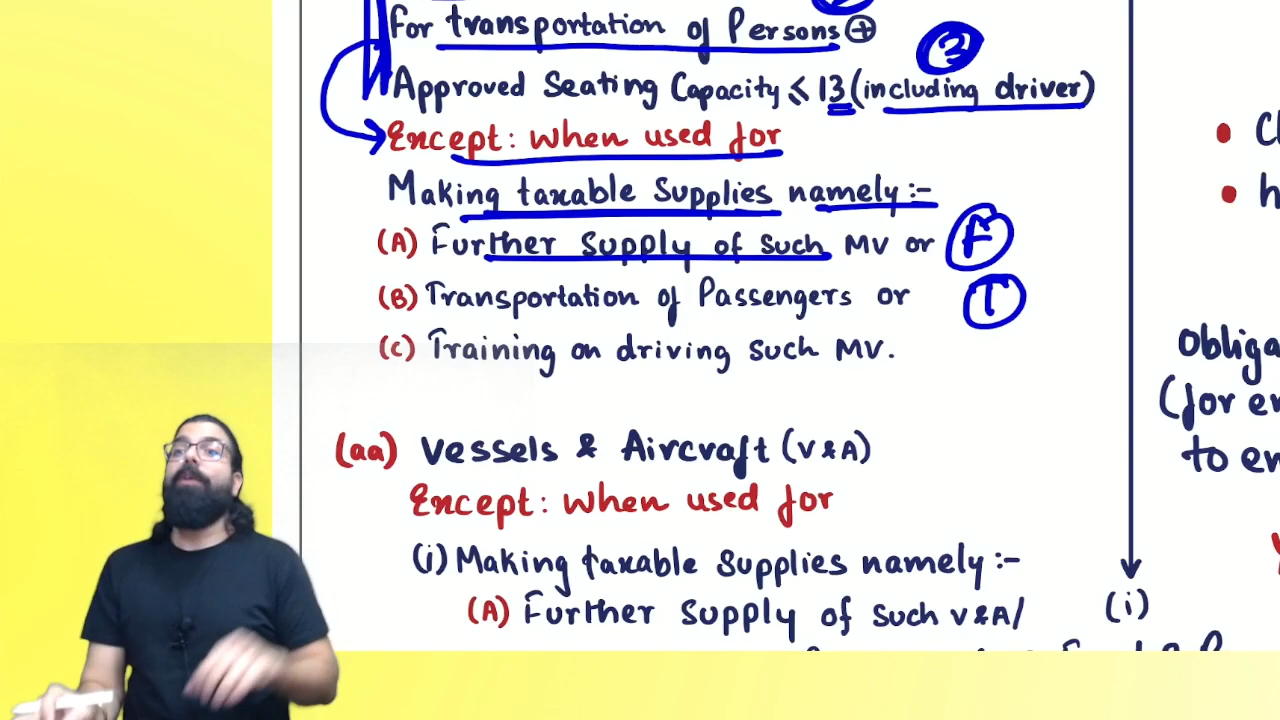 for transportation of Persons ⊕
③
Approved Seating Capacity ≤ 13 (including driver)
Except: When used for
Making taxable Supplies namely :-
(A) Further Supply of Such MV or Ⓕ
(B) Transportation of Passengers or Ⓣ
(C) Training on driving such MV.
(aa) Vessels & Aircraft (V&A)
Except: When used for
(i) Making taxable Supplies namely :-
(A) Further Supply of Such V&A/
(i)
Obliga
(for en
to en